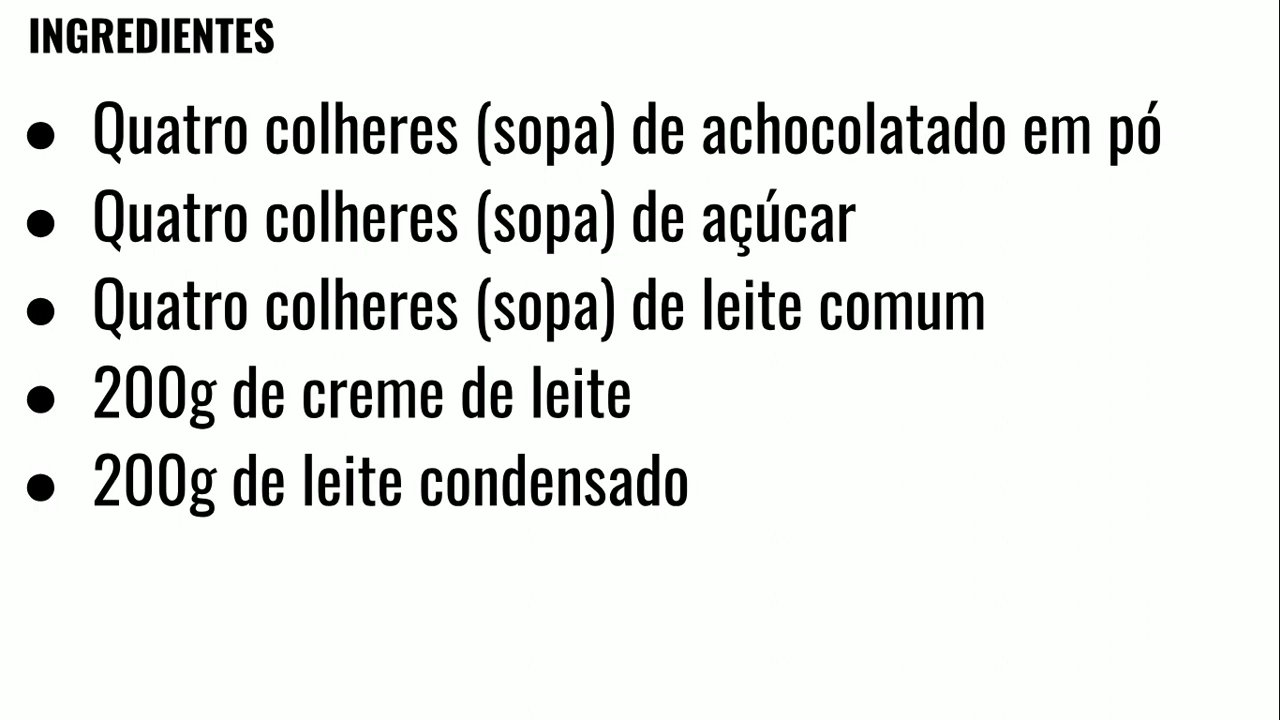 INGREDIENTES
● Quatro colheres (sopa) de achocolatado em pó
● Quatro colheres (sopa) de açúcar
● Quatro colheres (sopa) de leite comum
● 200g de creme de leite
● 200g de leite condensado